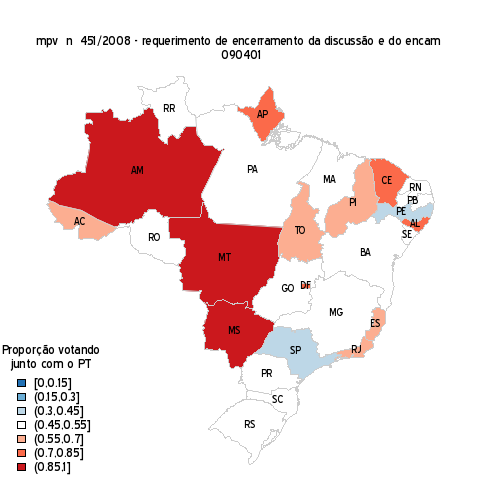 mpv n 451/2008 - requerimento de encerramento da discussão e do encam
090401
RR
AP
AM
PA
MA
CE
RN
PB
PI
PE
AL
AC
SE
TO
RO
BA
MT
DF
GO
MG
MS
ES
SP
RJ
PR
SC
RS
Proporção votando
junto com o PT
[0,0.15]
(0.15,0.3]
(0.3,0.45]
(0.45,0.55]
(0.55,0.7]
(0.7,0.85]
(0.85,1]